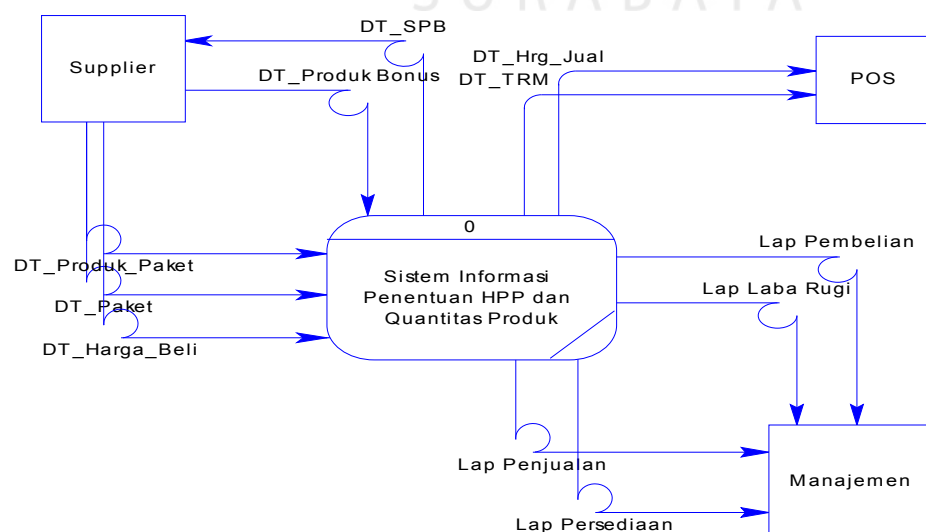 SURABAYA
DT_SPB
Supplier
DT_Produk Bonus
DT_Hrg_Jual
DT_TRM
POS
0
Sistem Informasi
Penentuan HPP dan
Quantitas Produk
DT_Produk_Paket
DT_Paket
DT_Harga_Beli
Lap Pembelian
Lap Laba Rugi
Lap Penjualan
Lap Persediaan
Manajemen